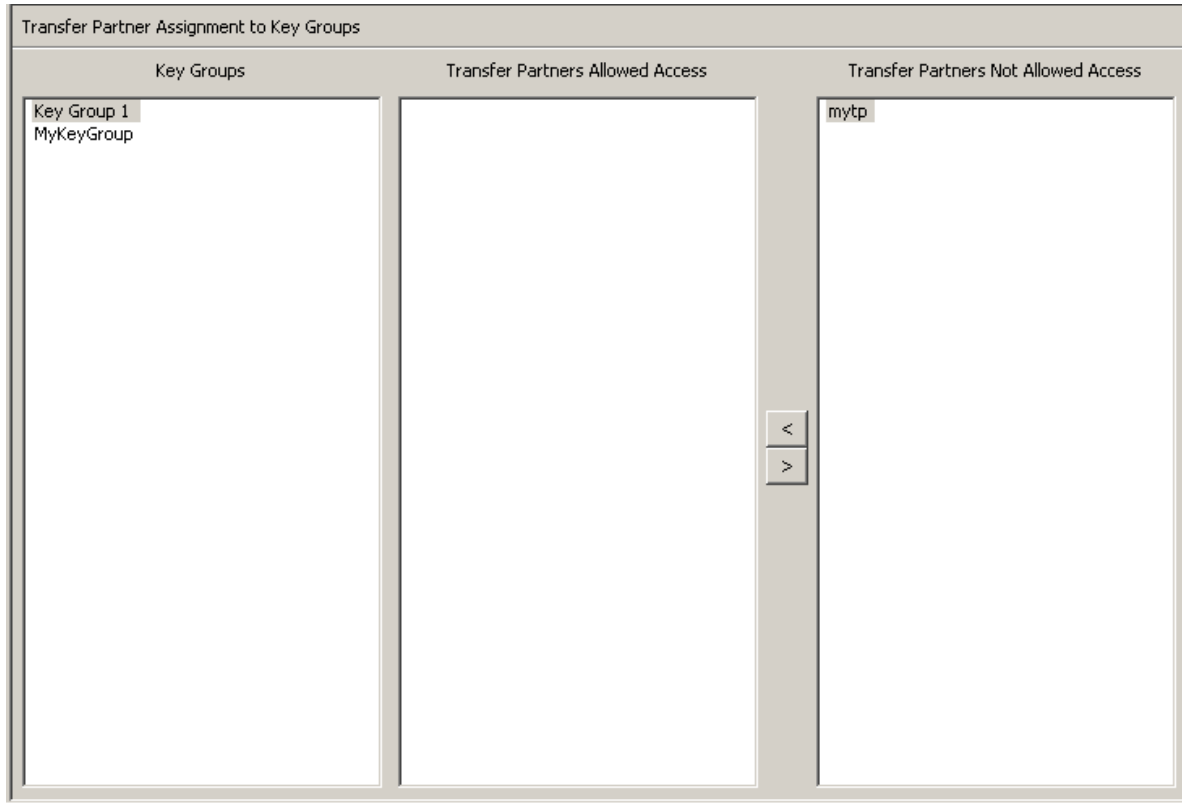 Transfer Partner Assignment to Key Groups
Key Groups Transfer Partners Allowed Access Transfer Partners Not Allowed Access
Key Group 1 mytp
MyKeyGroup
<
>